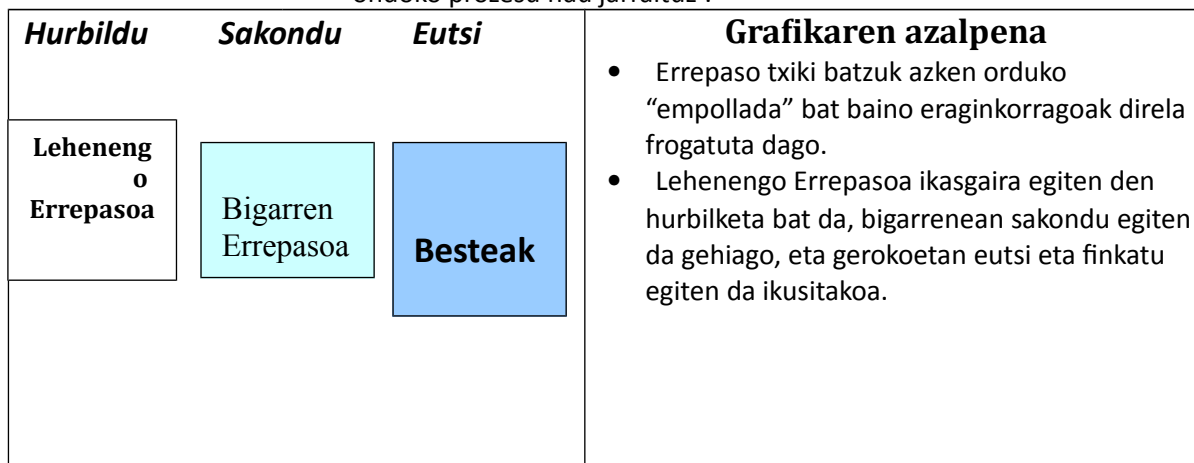 ondoko prozesu hau jarraituz :
Hurbildu Sakondu Eutsi
Leheneng
o
Errepasoa
Bigarren
Errepasoa
Besteak
Grafikaren azalpena
• Errepaso txiki batzuk azken orduko
“empollada” bat baino eraginkorragoak direla
frogatuta dago.
• Lehenengo Errepasoa ikasgaira egiten den
hurbilketa bat da, bigarrenean sakondu egiten
da gehiago, eta gerokoetan eutsi eta finkatu
egiten da ikusitakoa.